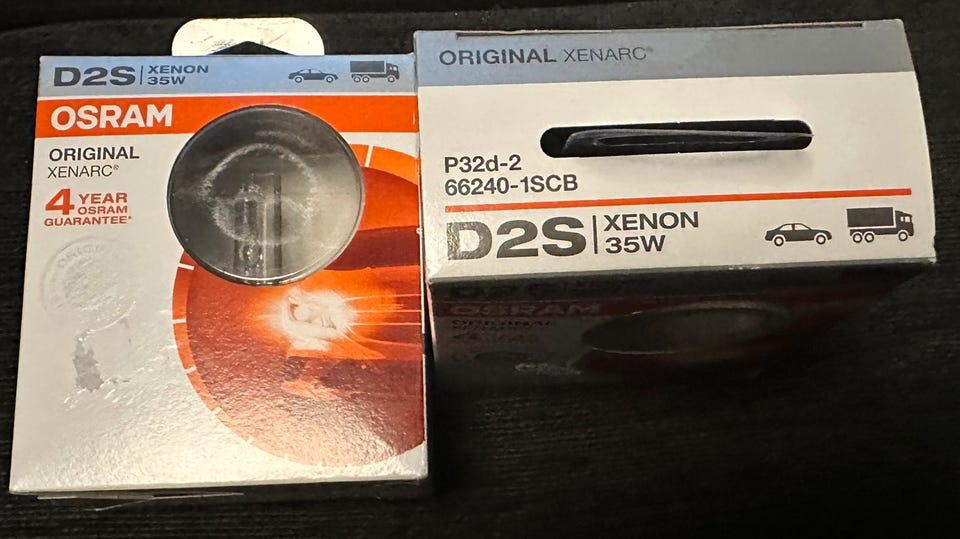 D2S XENON
35W
OSRAM
ORIGINAL
XENARC®
4 YEAR
OSRAM
GUARANTEE*
ORIGINAL XENARC®
P32d-2
66240-1SCB
D2S XENON
35W
OSRAM
ORIGINAL